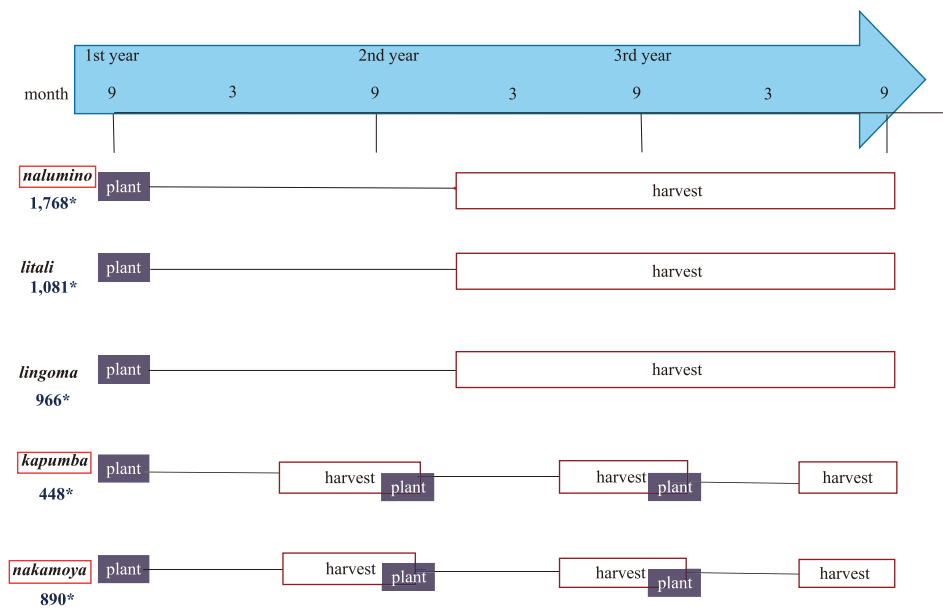 1st year 2nd year 3rd year
month 9 3 9 3 9 3 9
nalumino plant harvest
1,768*
litali plant harvest
1,081*
lingoma plant harvest
966*
kapumba plant harvest plant harvest plant harvest
448*
nakamoya plant harvest plant harvest plant harvest
890*